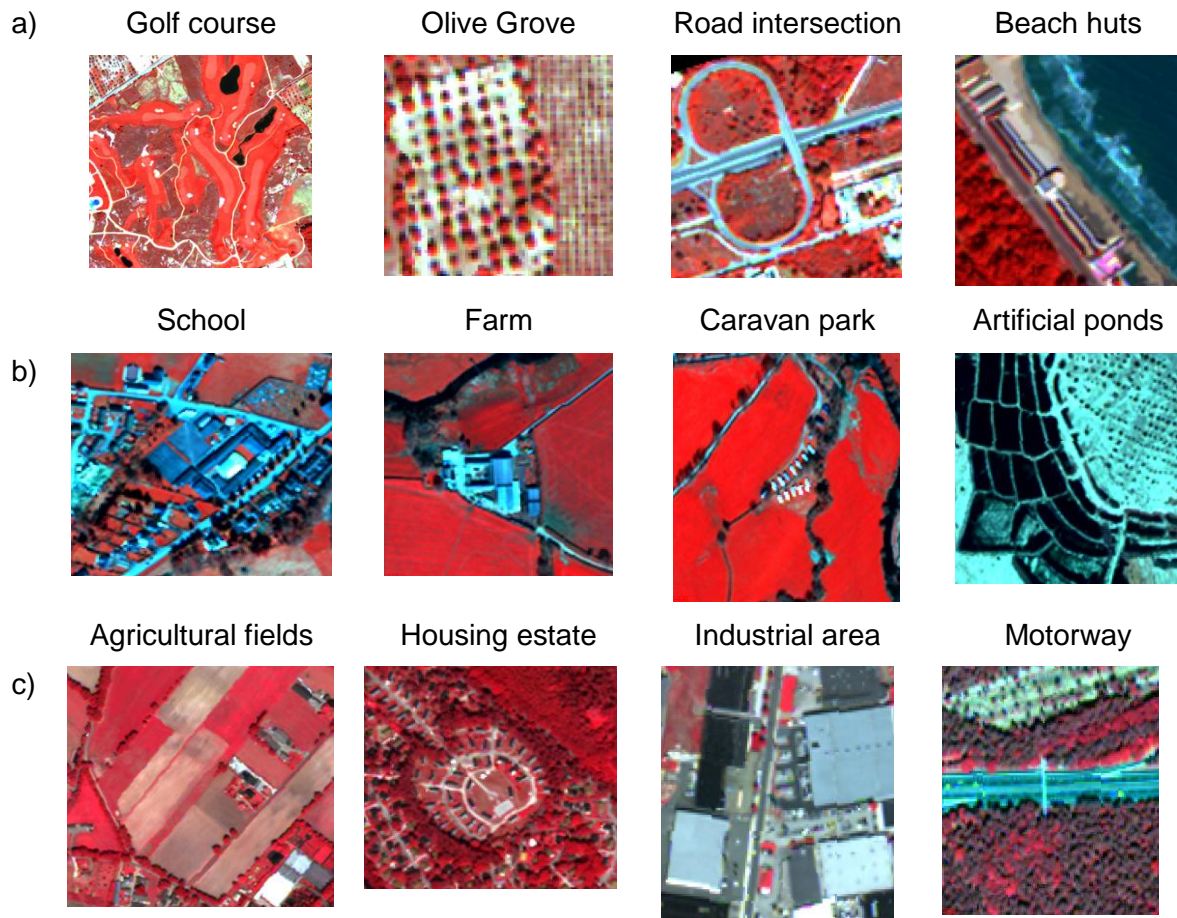 a) Golf course Olive Grove Road intersection Beach huts
School Farm Caravan park Artificial ponds
b)
Agricultural fields Housing estate Industrial area Motorway
c)